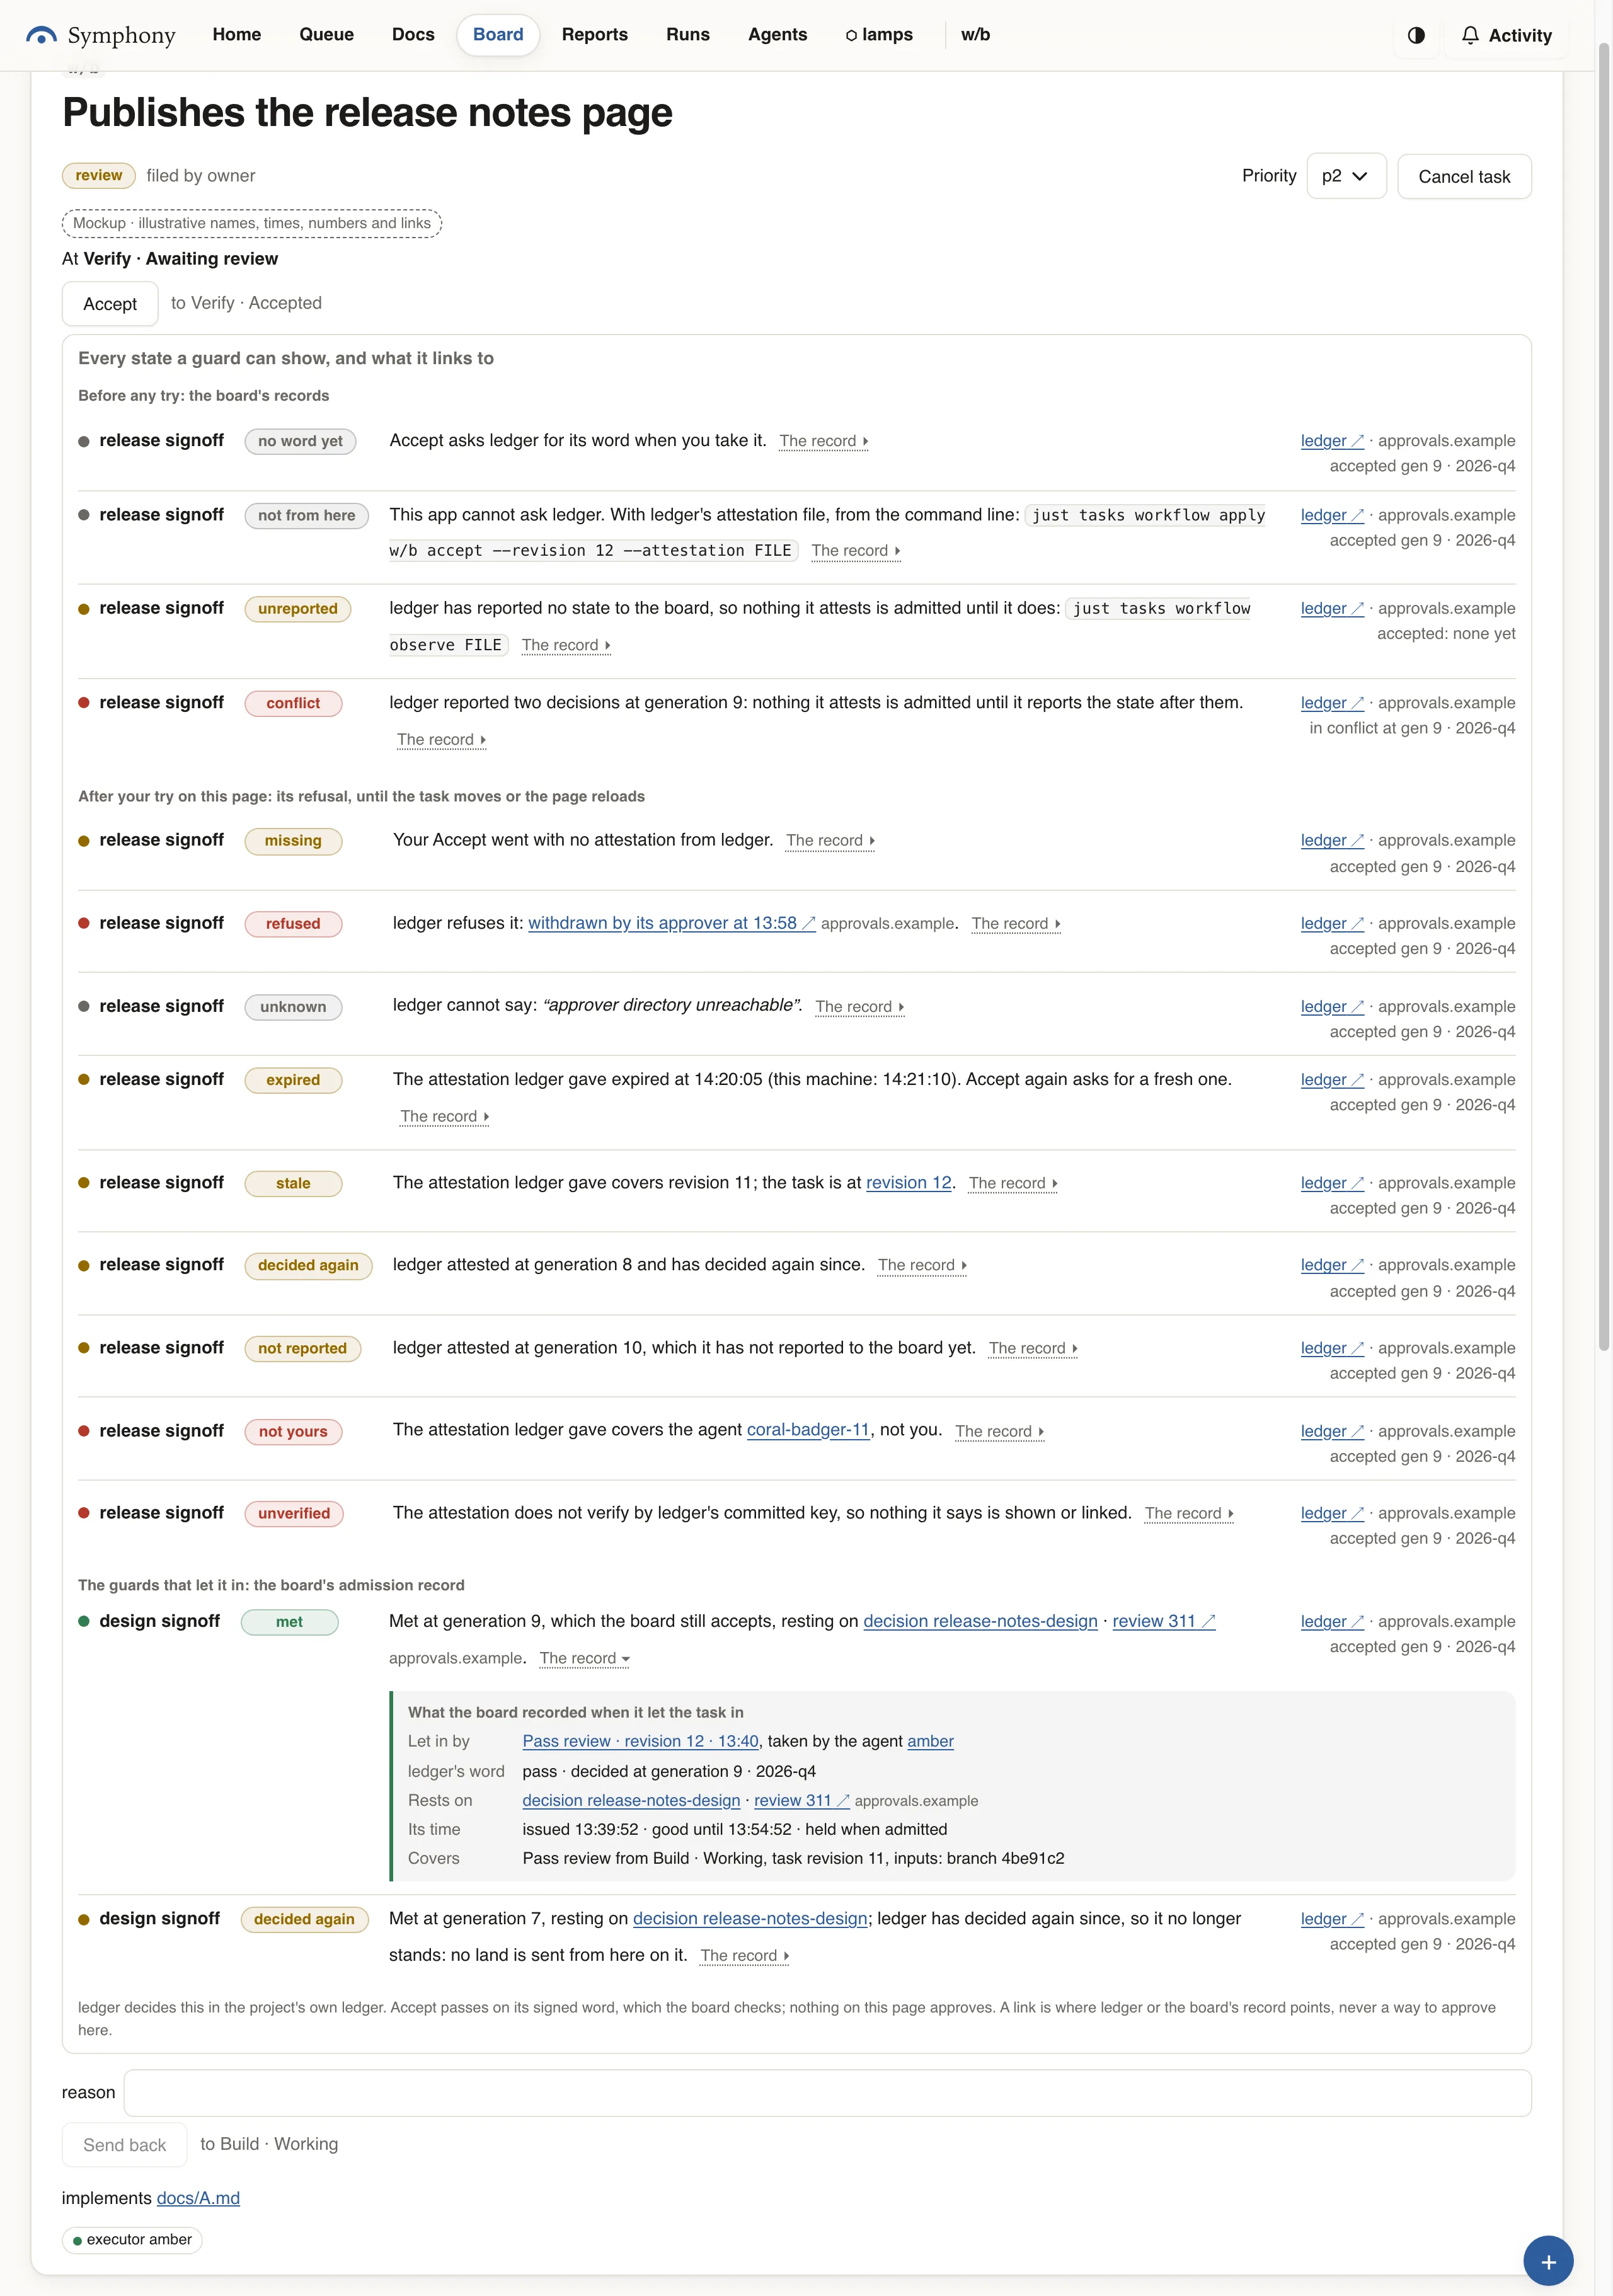 Symphony Home Queue Docs Board Reports Runs Agents lamps w/b Activity
w/b
Publishes the release notes page
review filed by owner Priority p2 Cancel task
Mockup · illustrative names, times, numbers and links
At Verify · Awaiting review
Accept to Verify · Accepted
Every state a guard can show, and what it links to
Before any try: the board's records
release signoff no word yet Accept asks ledger for its word when you take it. The record ledger ↗ · approvals.example
accepted gen 9 · 2026-q4
release signoff not from here This app cannot ask ledger. With ledger's attestation file, from the command line: just tasks workflow apply ledger ↗ · approvals.example
w/b accept --revision 12 --attestation FILE The record accepted gen 9 · 2026-q4
release signoff unreported ledger has reported no state to the board, so nothing it attests is admitted until it does: just tasks workflow ledger ↗ · approvals.example
observe FILE The record accepted: none yet
release signoff conflict ledger reported two decisions at generation 9: nothing it attests is admitted until it reports the state after them. ledger ↗ · approvals.example
The record in conflict at gen 9 · 2026-q4
After your try on this page: its refusal, until the task moves or the page reloads
release signoff missing Your Accept went with no attestation from ledger. The record ledger ↗ · approvals.example
accepted gen 9 · 2026-q4
release signoff refused ledger refuses it: withdrawn by its approver at 13:58 ↗ approvals.example. The record ledger ↗ · approvals.example
accepted gen 9 · 2026-q4
release signoff unknown ledger cannot say: “approver directory unreachable”. The record ledger ↗ · approvals.example
accepted gen 9 · 2026-q4
release signoff expired The attestation ledger gave expired at 14:20:05 (this machine: 14:21:10). Accept again asks for a fresh one. ledger ↗ · approvals.example
The record accepted gen 9 · 2026-q4
release signoff stale The attestation ledger gave covers revision 11; the task is at revision 12. The record ledger ↗ · approvals.example
accepted gen 9 · 2026-q4
release signoff decided again ledger attested at generation 8 and has decided again since. The record ledger ↗ · approvals.example
accepted gen 9 · 2026-q4
release signoff not reported ledger attested at generation 10, which it has not reported to the board yet. The record ledger ↗ · approvals.example
accepted gen 9 · 2026-q4
release signoff not yours The attestation ledger gave covers the agent coral-badger-11, not you. The record ledger ↗ · approvals.example
accepted gen 9 · 2026-q4
release signoff unverified The attestation does not verify by ledger's committed key, so nothing it says is shown or linked. The record ledger ↗ · approvals.example
accepted gen 9 · 2026-q4
The guards that let it in: the board's admission record
design signoff met Met at generation 9, which the board still accepts, resting on decision release-notes-design · review 311 ↗ ledger ↗ · approvals.example
approvals.example. The record accepted gen 9 · 2026-q4
What the board recorded when it let the task in
Let in by Pass review · revision 12 · 13:40, taken by the agent amber
ledger's word pass · decided at generation 9 · 2026-q4
Rests on decision release-notes-design · review 311 ↗ approvals.example
Its time issued 13:39:52 · good until 13:54:52 · held when admitted
Covers Pass review from Build · Working, task revision 11, inputs: branch 4be91c2
design signoff decided again Met at generation 7, resting on decision release-notes-design; ledger has decided again since, so it no longer ledger ↗ · approvals.example
stands: no land is sent from here on it. The record accepted gen 9 · 2026-q4
ledger decides this in the project's own ledger. Accept passes on its signed word, which the board checks; nothing on this page approves. A link is where ledger or the board's record points, never a way to approve
here.
reason
Send back to Build · Working
implements docs/A.md
executor amber
+